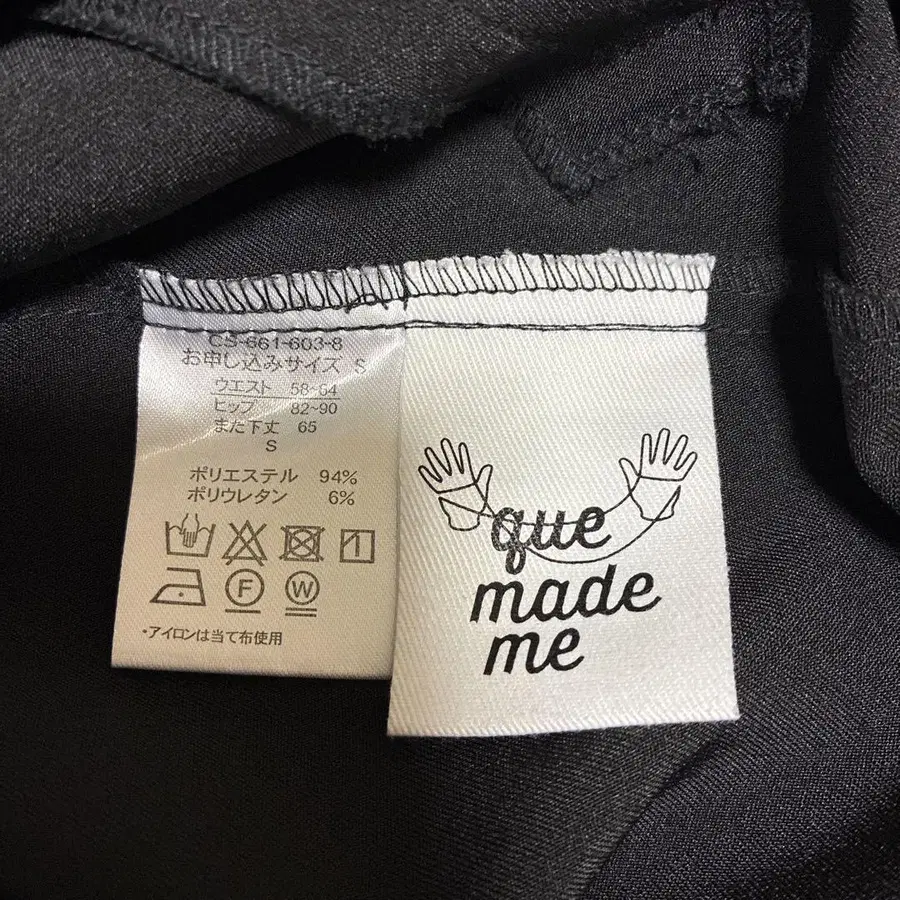 CS-661-603-8
お申し込みサイズ S
ウエスト 58~64
ヒップ 82~90
また下丈 65
S
ポリエステル 94%
ポリウレタン 6%
1
F W
・アイロンは当て布使用
que
made
me